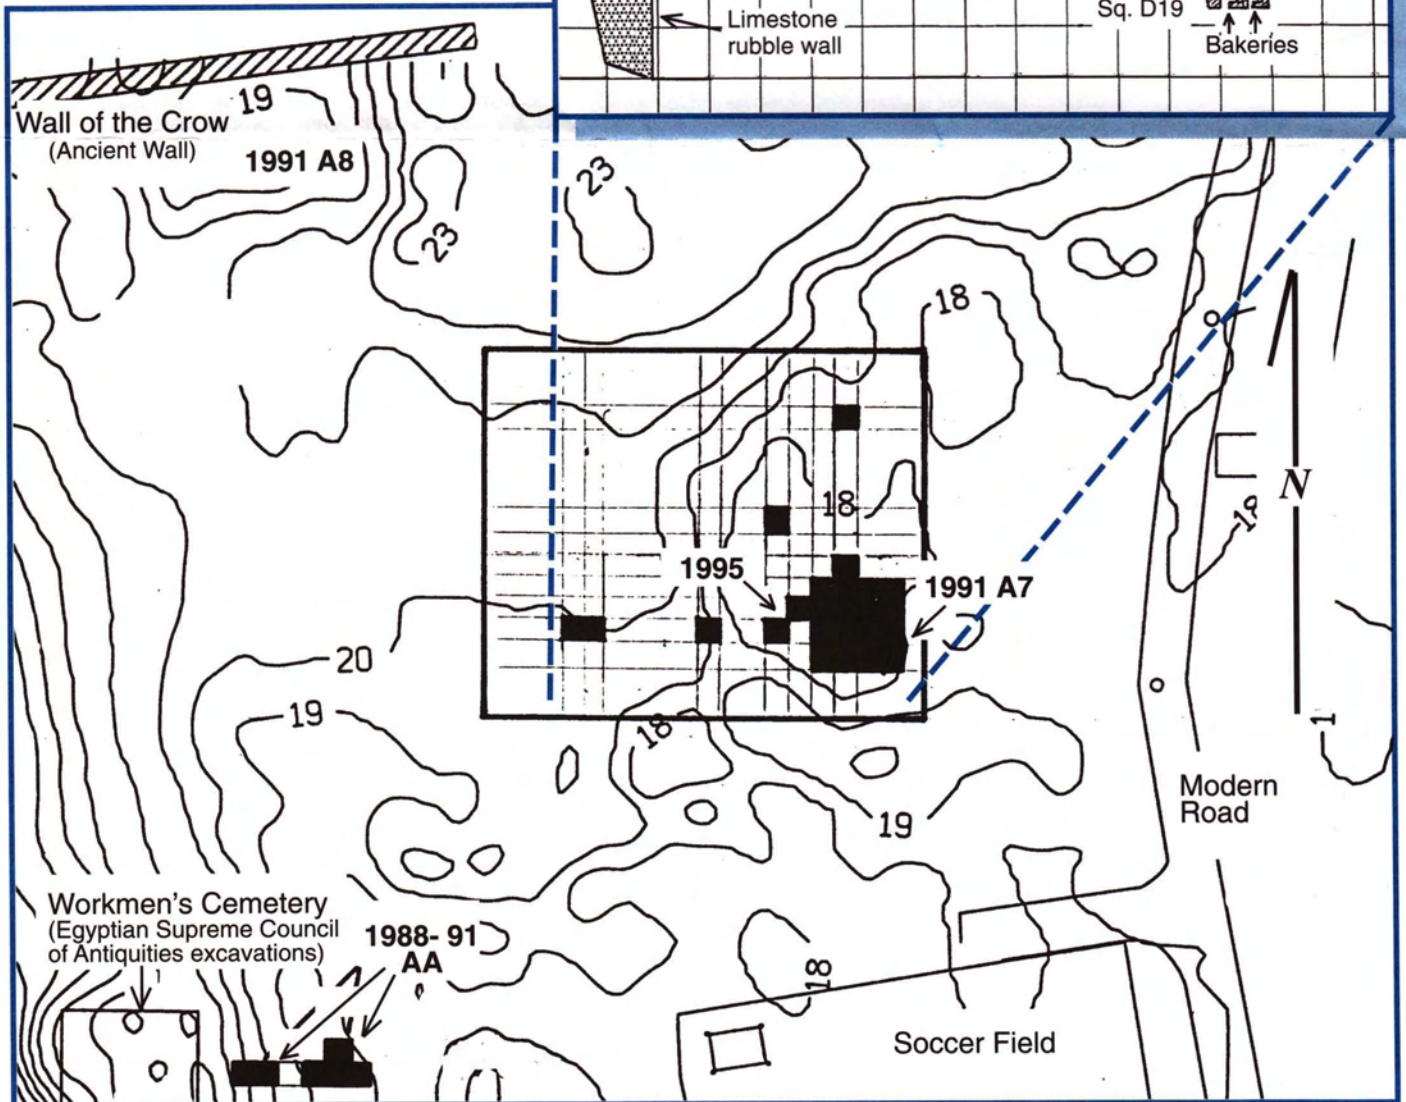 Limestone
rubble wall
Sq. D19
Bakeries
Wall of the Crow
(Ancient Wall)
19
1991 A8
23
23
18
18
N
1995
1991 A7
20
19
18
1
Modern
Road
19
Workmen's Cemetery
(Egyptian Supreme Council
of Antiquities excavations)
1988- 91
AA
18
Soccer Field